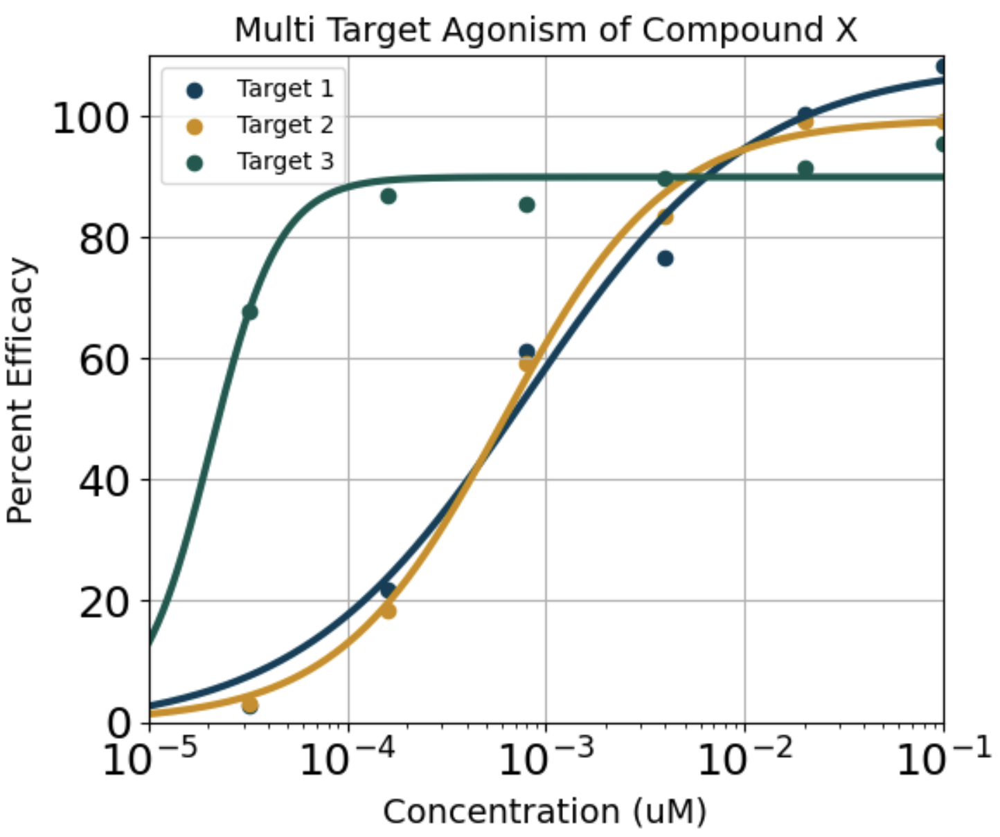 Multi Target Agonism of Compound X
Target 1
Target 2
Target 3
Percent Efficacy
100
80
60
40
20
0
10⁻⁵ 10⁻⁴ 10⁻³ 10⁻² 10⁻¹
Concentration (uM)